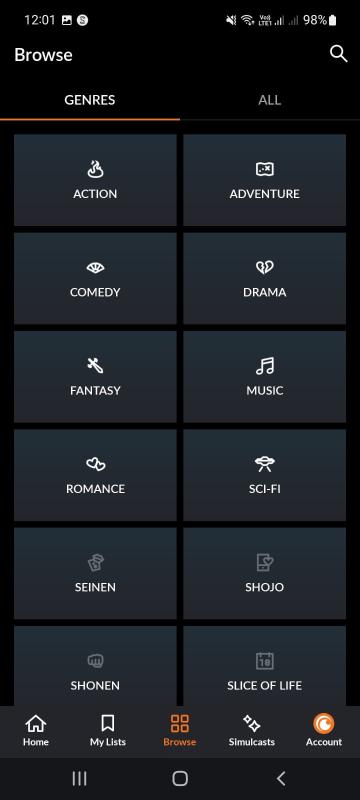 12:01 98%
Vo) LTE1
Browse
GENRES ALL
ACTION ADVENTURE
COMEDY DRAMA
FANTASY MUSIC
ROMANCE SCI-FI
SEINEN SHOJO
18
SHONEN SLICE OF LIFE
Home My Lists Browse Simulcasts Account